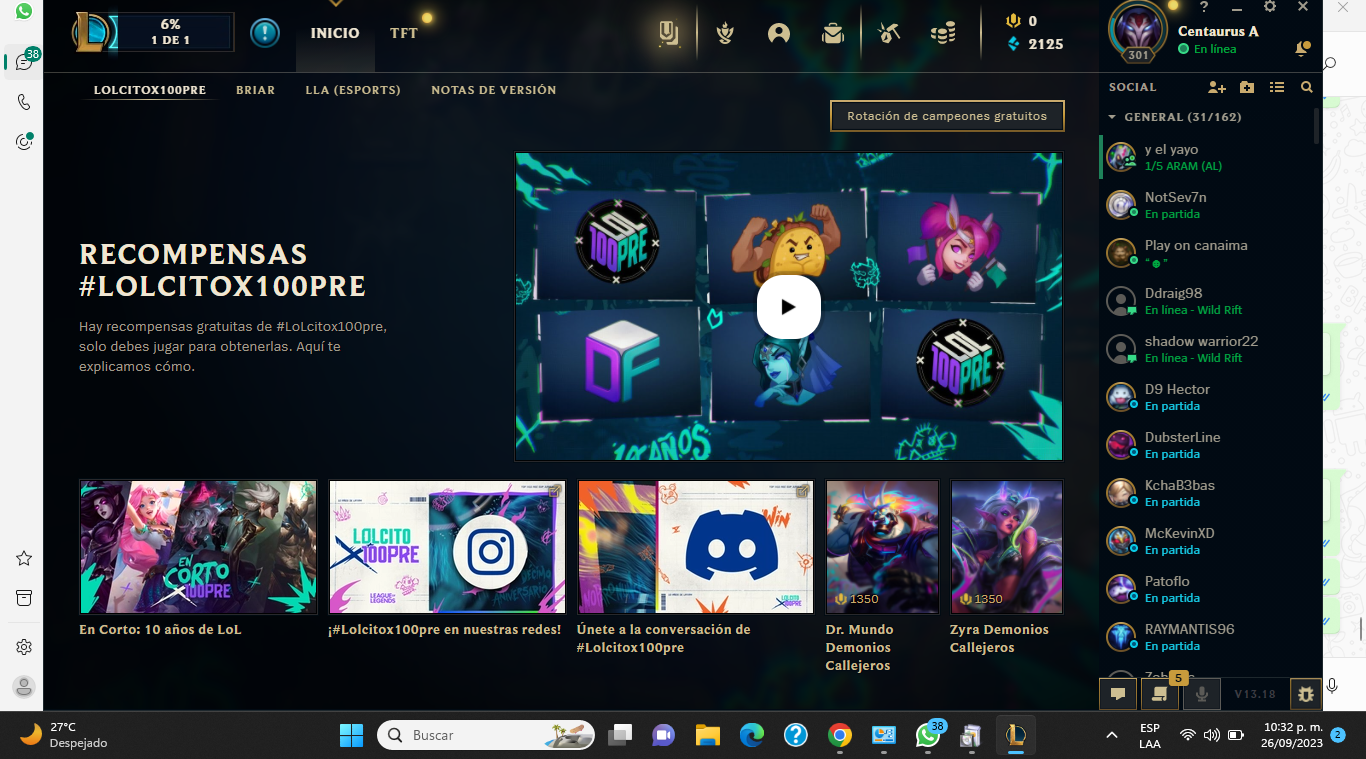 38
6%
1 DE 1
INICIO
TFT
0
2125
301
Centaurus A
En línea
LOLCITOX100PRE
BRIAR
LLA (ESPORTS)
NOTAS DE VERSIÓN
Rotación de campeones gratuitos
RECOMPENSAS
#LOLCITOX100PRE
Hay recompensas gratuitas de #LoLcitox100pre,
solo debes jugar para obtenerlas. Aquí te
explicamos cómo.
LOL
100PRE
DF
LOL
100PRE
10 AÑOS
EN
CORTO
X100PRE
En Corto: 10 años de LoL
LOLCITO
X100PRE
LEAGUE OF
LEGENDS
¡#Lolcitox100pre en nuestras redes!
WIN
LOLCITO
X100PRE
Únete a la conversación de
#Lolcitox100pre
1350
Dr. Mundo
Demonios
Callejeros
1350
Zyra Demonios
Callejeros
SOCIAL
GENERAL (31/162)
y el yayo
1/5 ARAM (AL)
NotSev7n
En partida
Play on canaima
Ddraig98
En línea - Wild Rift
shadow warrior22
En línea - Wild Rift
D9 Hector
En partida
DubsterLine
En partida
KchaB3bas
En partida
McKevinXD
En partida
Patoflo
En partida
RAYMANTIS96
En partida
5
V13.18
27°C
Despejado
Buscar
38
ESP
LAA
10:32 p. m.
26/09/2023
2